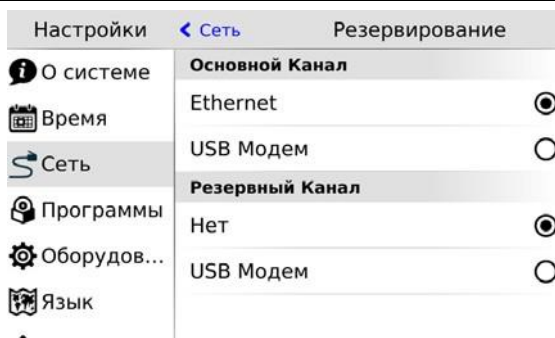 Настройки
Сеть
Резервирование
О системе
Время
Сеть
Программы
Оборудов...
Язык
Основной Канал
Ethernet
USB Модем
Резервный Канал
Нет
USB Модем